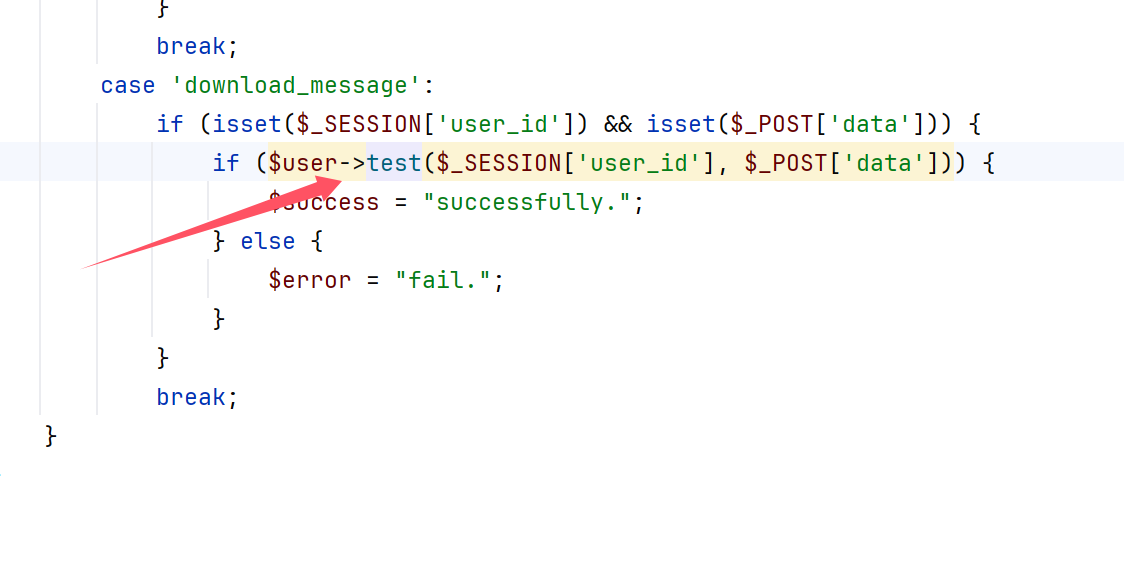 }
break;
case 'download_message':
if (isset($_SESSION['user_id']) && isset($_POST['data'])) {
if ($user->test($_SESSION['user_id'], $_POST['data'])) {
$success = "successfully.";
} else {
$error = "fail.";
}
}
break;
}